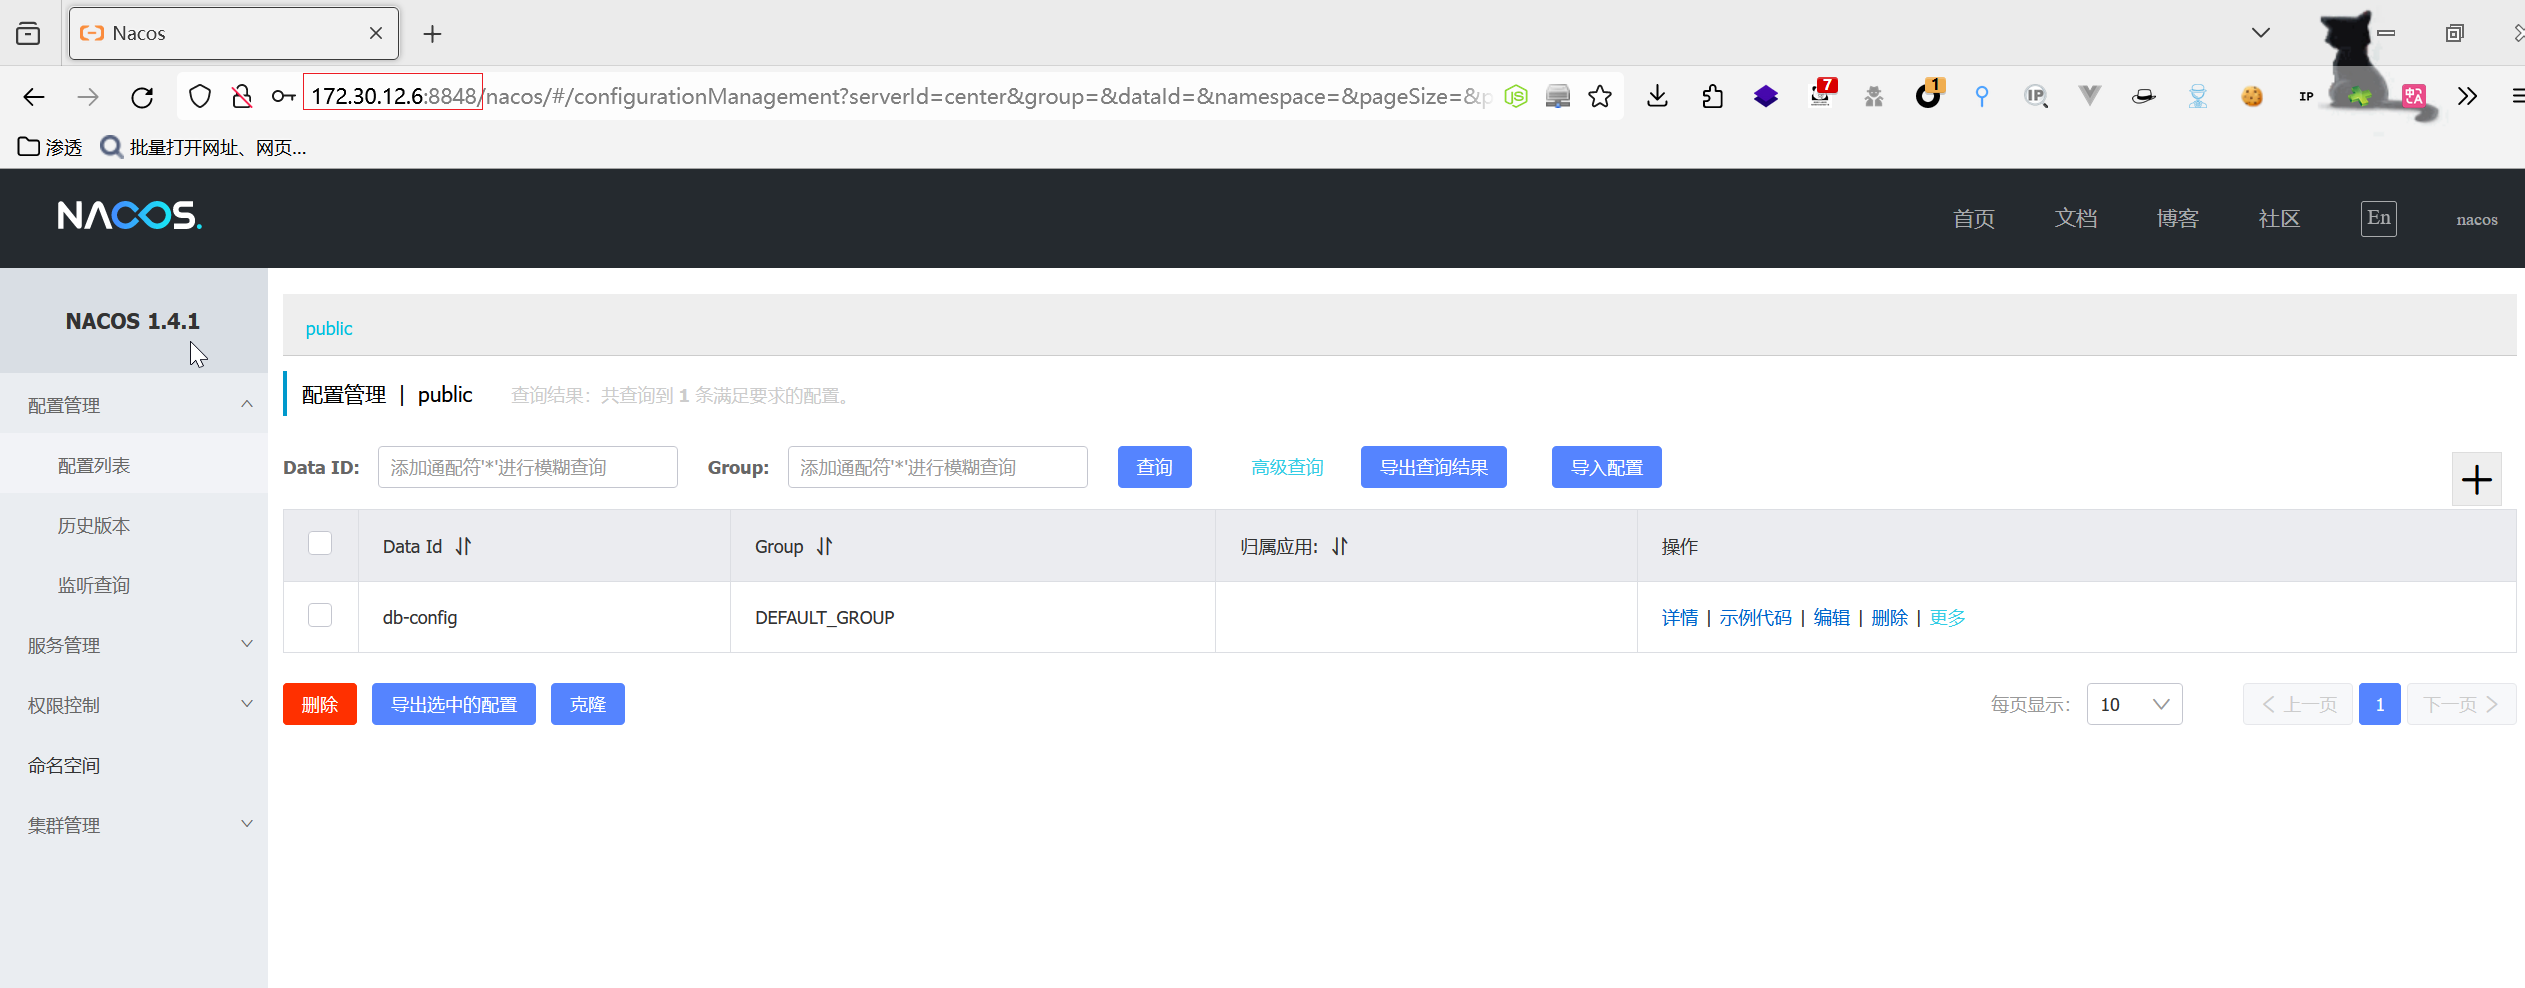 Nacos
172.30.12.6:8848/nacos/#/configurationManagement?serverId=center&group=&dataId=&namespace=&pageSize=&p
7
1
IP
IP
中A
渗透
批量打开网址、网页...
NACOS.
首页
文档
博客
社区
En
nacos
NACOS 1.4.1
public
配置管理
配置管理 | public
查询结果：共查询到 1 条满足要求的配置。
配置列表
Data ID:
添加通配符'*'进行模糊查询
Group:
添加通配符'*'进行模糊查询
查询
高级查询
导出查询结果
导入配置
历史版本
Data Id
Group
归属应用:
操作
监听查询
db-config
DEFAULT_GROUP
详情 | 示例代码 | 编辑 | 删除 | 更多
服务管理
权限控制
删除
导出选中的配置
克隆
每页显示:
10
上一页
1
下一页
命名空间
集群管理